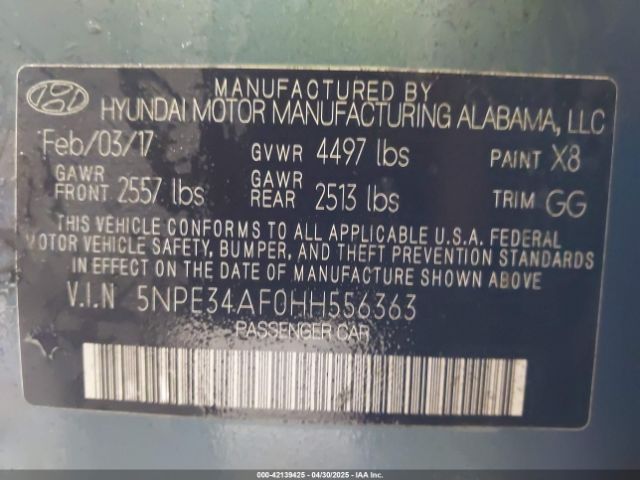 MANUFACTURED BY
HYUNDAI MOTOR MANUFACTURING ALABAMA, LLC
Feb/03/17 GVWR 4497 lbs PAINT X8
GAWR FRONT 2557 lbs GAWR REAR 2513 lbs TRIM GG
THIS VEHICLE CONFORMS TO ALL APPLICABLE U.S.A. FEDERAL
MOTOR VEHICLE SAFETY, BUMPER, AND THEFT PREVENTION STANDARDS
IN EFFECT ON THE DATE OF MANUFACTURE SHOWN ABOVE
V.I.N 5NPE34AF0HH556363
PASSENGER CAR
000-42139425 - 04/30/2025 - IAA Inc.